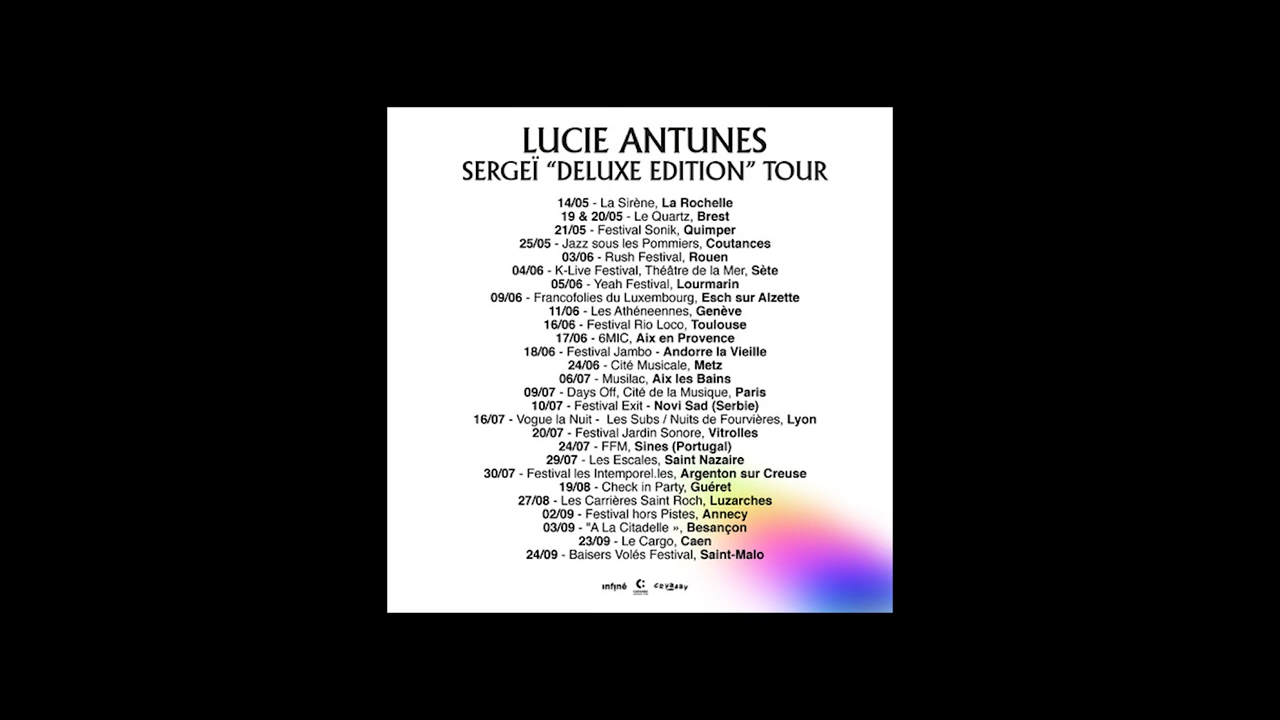 LUCIE ANTUNES
SERGEÏ “DELUXE EDITION” TOUR
14/05 - La Sirène, La Rochelle
19 & 20/05 - Le Quartz, Brest
21/05 - Festival Sonik, Quimper
25/05 - Jazz sous les Pommiers, Coutances
03/06 - Rush Festival, Rouen
04/06 - K-Live Festival, Théâtre de la Mer, Sète
05/06 - Yeah Festival, Lourmarin
09/06 - Francofolies du Luxembourg, Esch sur Alzette
11/06 - Les Athéneennes, Genève
16/06 - Festival Rio Loco, Toulouse
17/06 - 6MIC, Aix en Provence
18/06 - Festival Jambo - Andorre la Vieille
24/06 - Cité Musicale, Metz
06/07 - Musilac, Aix les Bains
09/07 - Days Off, Cité de la Musique, Paris
10/07 - Festival Exit - Novi Sad (Serbie)
16/07 - Vogue la Nuit - Les Subs / Nuits de Fourvières, Lyon
20/07 - Festival Jardin Sonore, Vitrolles
24/07 - FFM, Sines (Portugal)
29/07 - Les Escales, Saint Nazaire
30/07 - Festival les Intemporel.les, Argenton sur Creuse
19/08 - Check in Party, Guéret
27/08 - Les Carrières Saint Roch, Luzarches
02/09 - Festival hors Pistes, Annecy
03/09 - "A La Citadelle », Besançon
23/09 - Le Cargo, Caen
24/09 - Baisers Volés Festival, Saint-Malo
infiné